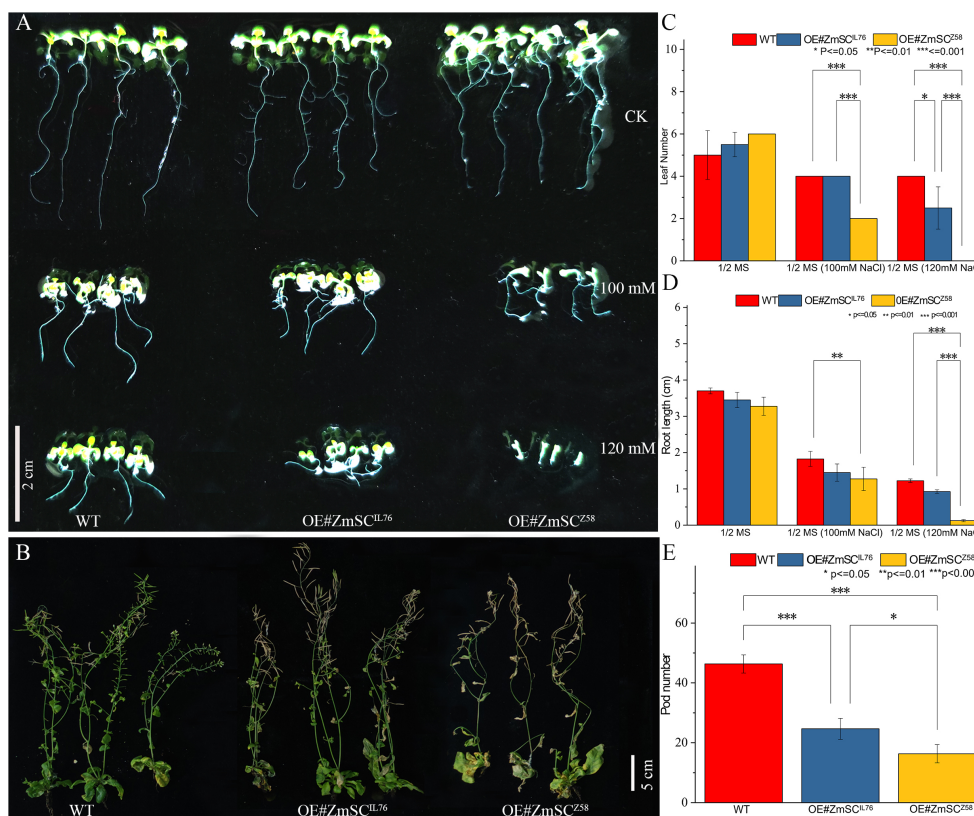 A
CK
100 mM
120 mM
2 cm
WT
OE#ZmSC^IL76
OE#ZmSC^Z58
B
5 cm
WT
OE#ZmSC^IL76
OE#ZmSC^Z58
C
WT OE#ZmSC^IL76 OE#ZmSC^Z58
* P<=0.05 **P<=0.01 ***<=0.001
*** ***
* ***
***
10
8
6
4
2
0
Leaf Number
1/2 MS 1/2 MS (100mM NaCl) 1/2 MS (120mM NaC
D
WT OE#ZmSC^IL76 0E#ZmSC^Z58
* p<=0.05 ** p<=0.01 *** p<=0.001
***
** ***
6
5
4
3
2
1
0
Root length (cm)
1/2 MS 1/2 MS (100mM NaCl) 1/2 MS (120mM NaC
E
WT OE#ZmSC^IL76 OE#ZmSC^Z58
* p<=0.05 **p<=0.01 ***p<0.00
***
*** *
60
40
20
0
Pod number
WT OE#ZmSC^IL76 OE#ZmSC^Z58